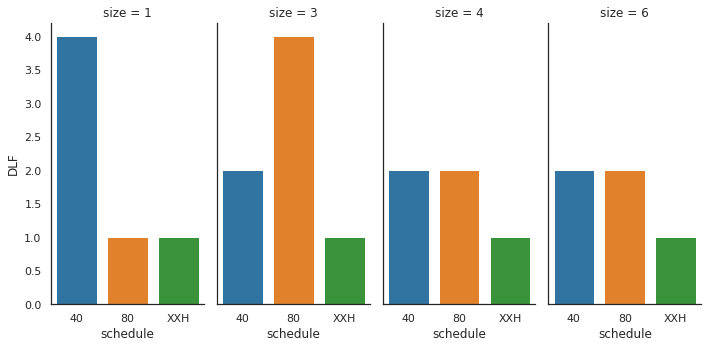 size = 1 size = 3 size = 4 size = 6
4.0
3.5
3.0
2.5
2.0
1.5
1.0
0.5
0.0
DLF
40 80 XXH 40 80 XXH 40 80 XXH 40 80 XXH
schedule schedule schedule schedule